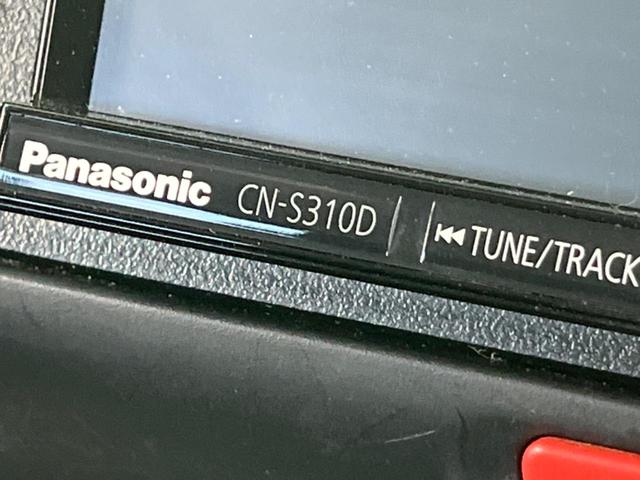 Panasonic CN-S310D ⏮ TUNE/TRACK